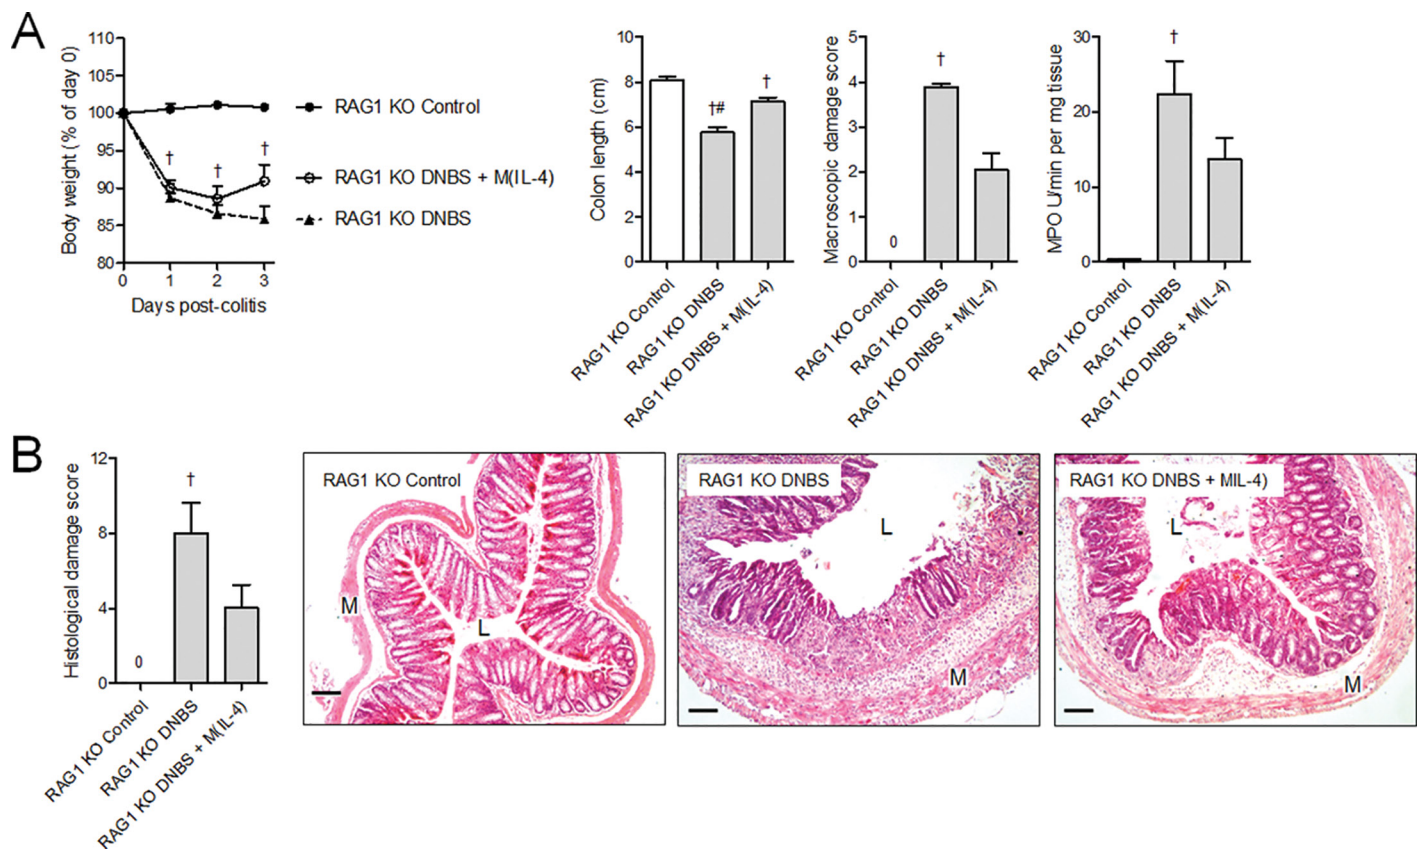 A
110
105
100
95
90
85
80
Body weight (% of day 0)
0 1 2 3
Days post-colitis
† † †
RAG1 KO Control
RAG1 KO DNBS + M(IL-4)
RAG1 KO DNBS
10
8
6
4
2
0
Colon length (cm)
†#
†
RAG1 KO Control
RAG1 KO DNBS
RAG1 KO DNBS + M(IL-4)
5
4
3
2
1
0
Macroscopic damage score
0
†
RAG1 KO Control
RAG1 KO DNBS
RAG1 KO DNBS + M(IL-4)
30
20
10
0
MPO U/min per mg tissue
†
RAG1 KO Control
RAG1 KO DNBS
RAG1 KO DNBS + M(IL-4)
B
12
8
4
0
Histological damage score
0
†
RAG1 KO Control
RAG1 KO DNBS
RAG1 KO DNBS + M(IL-4)
RAG1 KO Control
M
L
RAG1 KO DNBS
L
M
RAG1 KO DNBS + MIL-4)
L
M